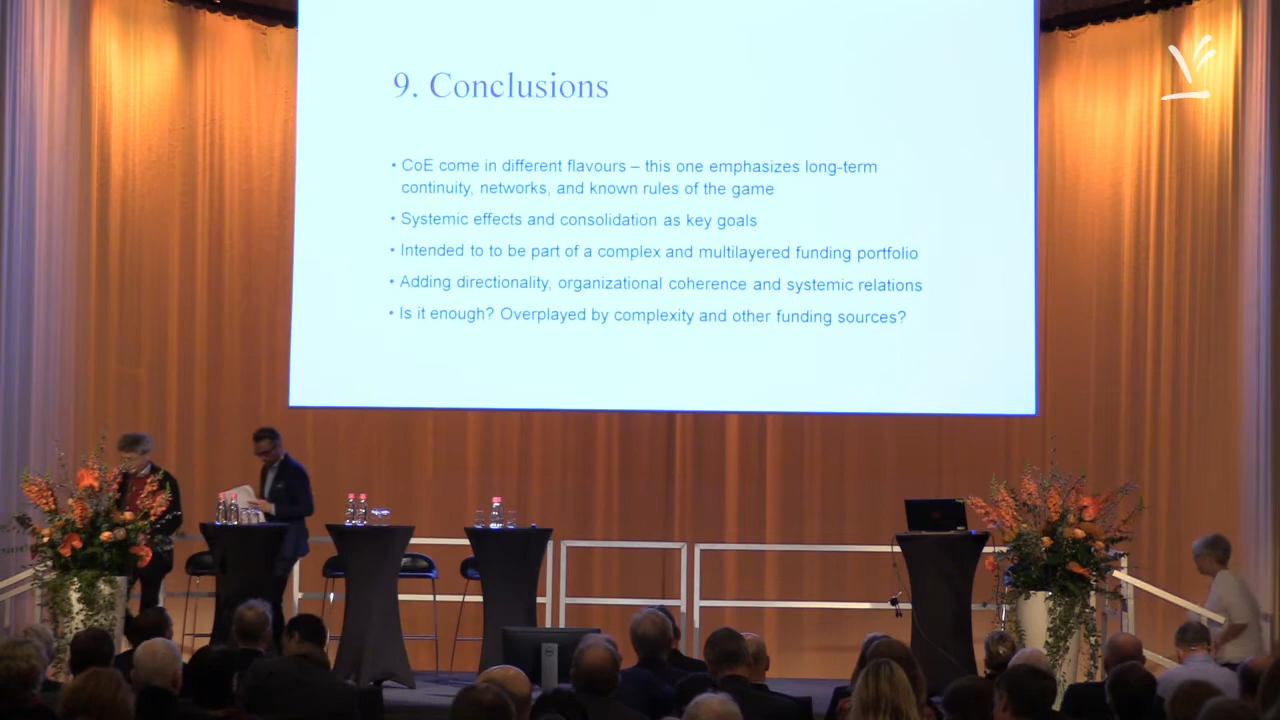 9. Conclusions
• CoE come in different flavours – this one emphasizes long-term
continuity, networks, and known rules of the game
• Systemic effects and consolidation as key goals
• Intended to to be part of a complex and multilayered funding portfolio
• Adding directionality, organizational coherence and systemic relations
• Is it enough? Overplayed by complexity and other funding sources?